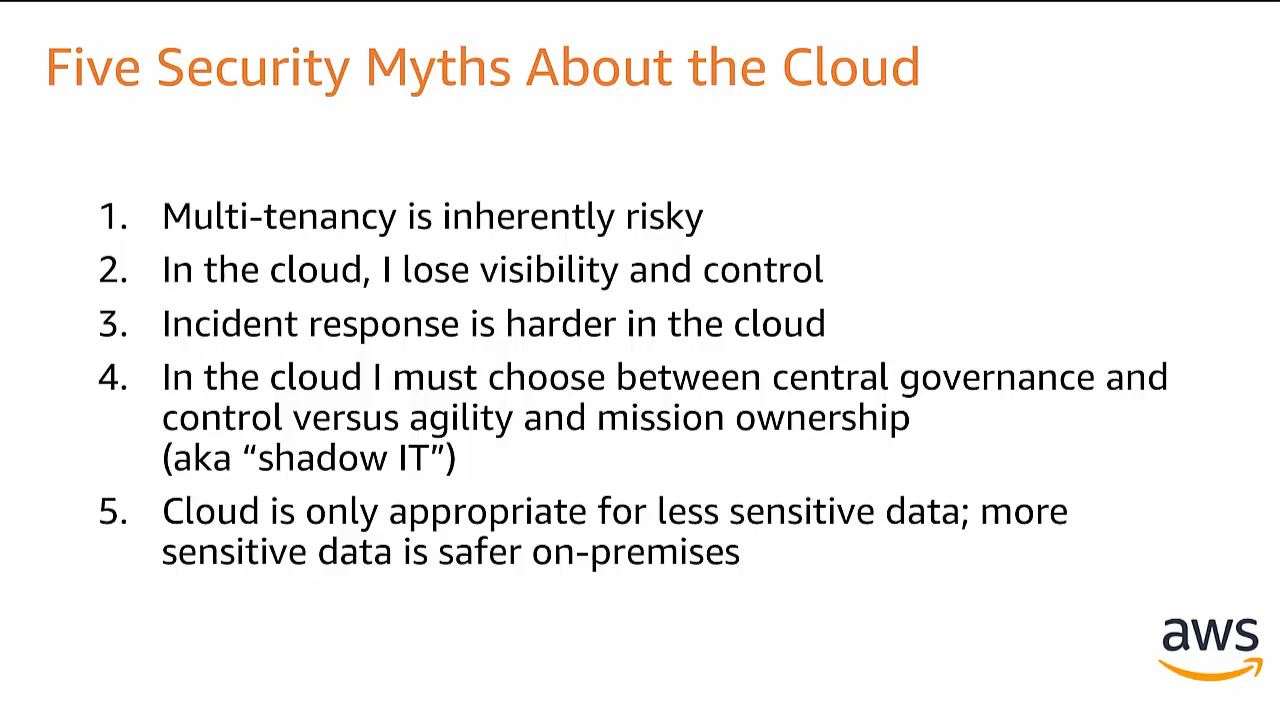 Five Security Myths About the Cloud
1. Multi-tenancy is inherently risky
2. In the cloud, I lose visibility and control
3. Incident response is harder in the cloud
4. In the cloud I must choose between central governance and
control versus agility and mission ownership
(aka “shadow IT”)
5. Cloud is only appropriate for less sensitive data; more
sensitive data is safer on-premises
aws